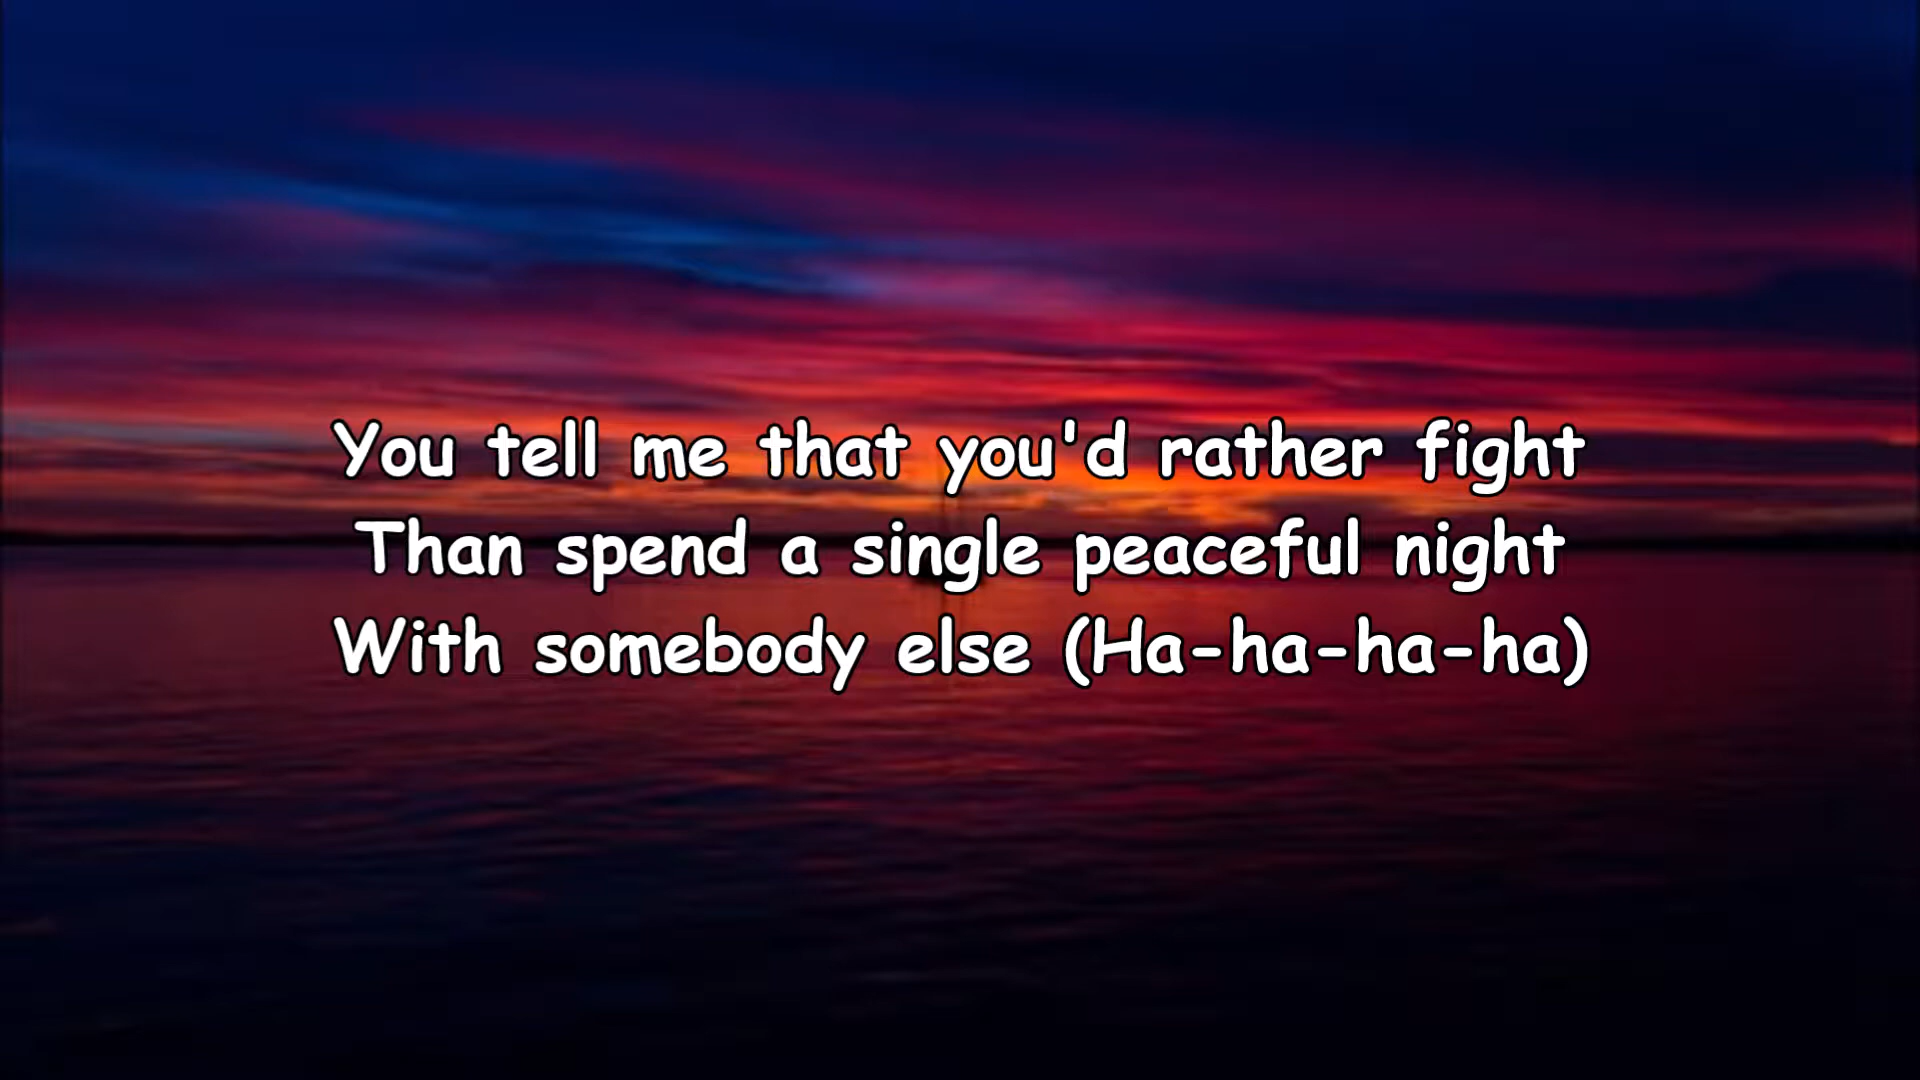 You tell me that you'd rather fight
Than spend a single peaceful night
With somebody else (Ha-ha-ha-ha)